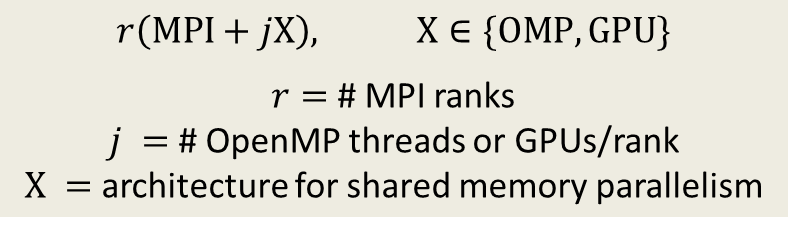 r(MPI + jX), X ∈ {OMP, GPU}
r = # MPI ranks
j = # OpenMP threads or GPUs/rank
X = architecture for shared memory parallelism